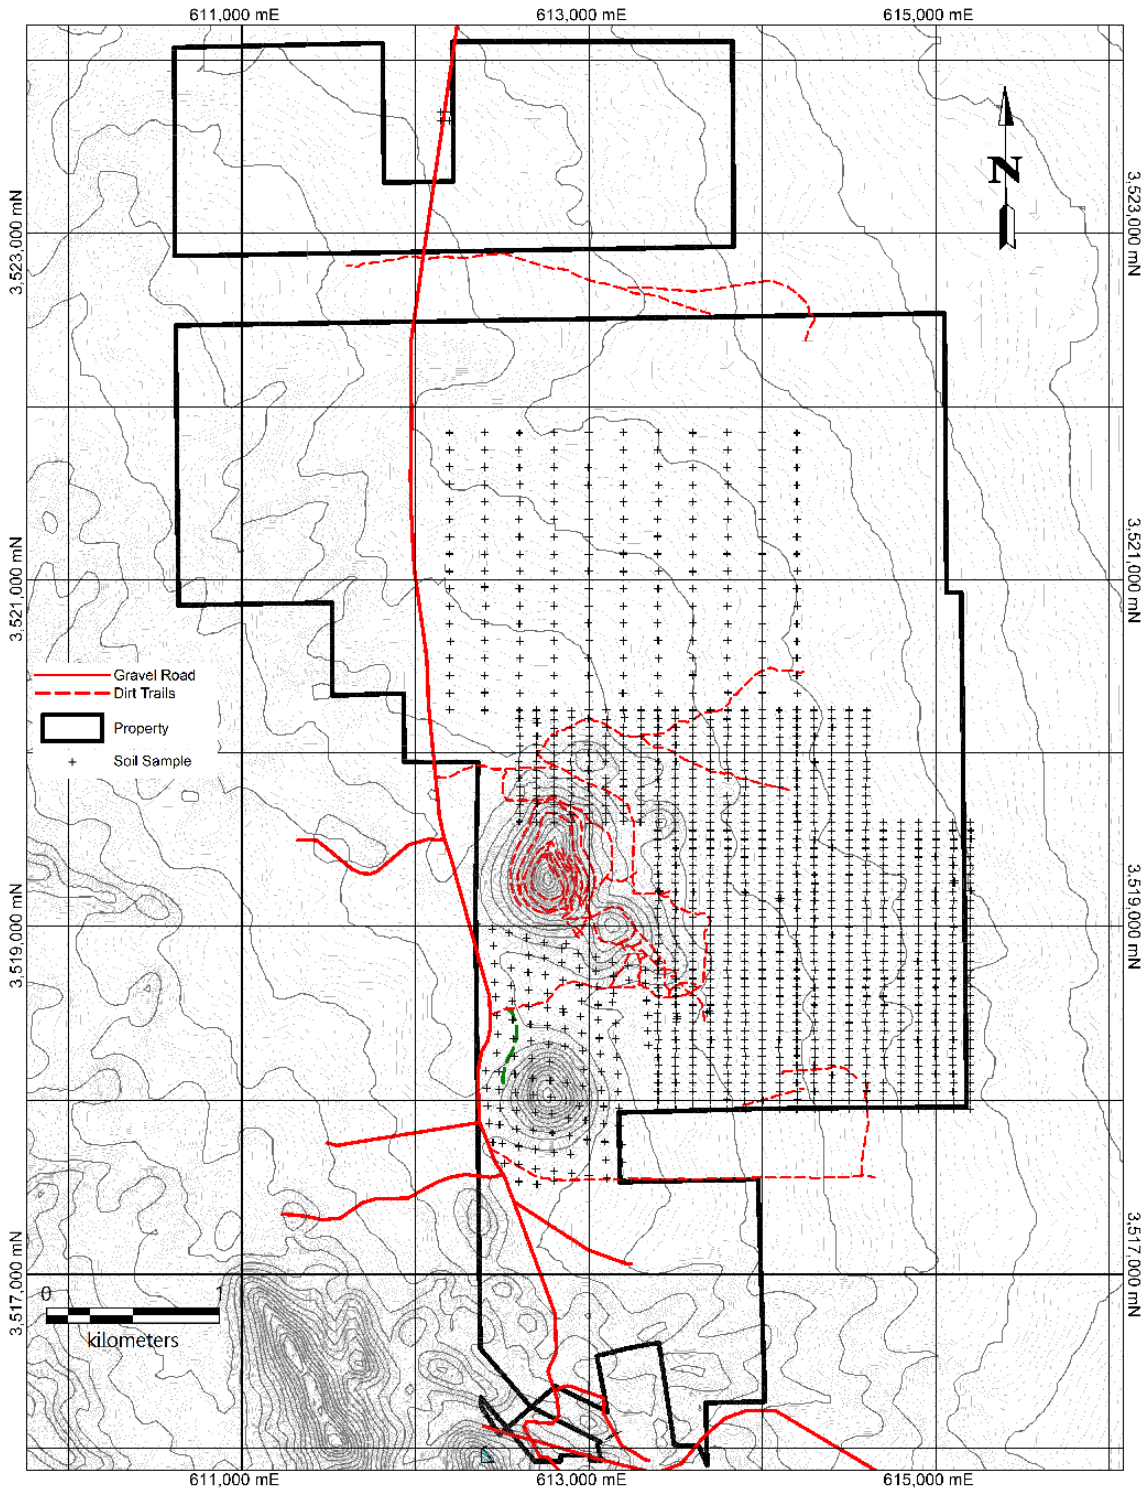 611,000 mE
613,000 mE
615,000 mE
N
3,523,000 mN
3,523,000 mN
3,521,000 mN
3,521,000 mN
Gravel Road
Dirt Trails
Property
Soil Sample
3,519,000 mN
3,519,000 mN
3,517,000 mN
3,517,000 mN
0 1
kilometers
611,000 mE
613,000 mE
615,000 mE